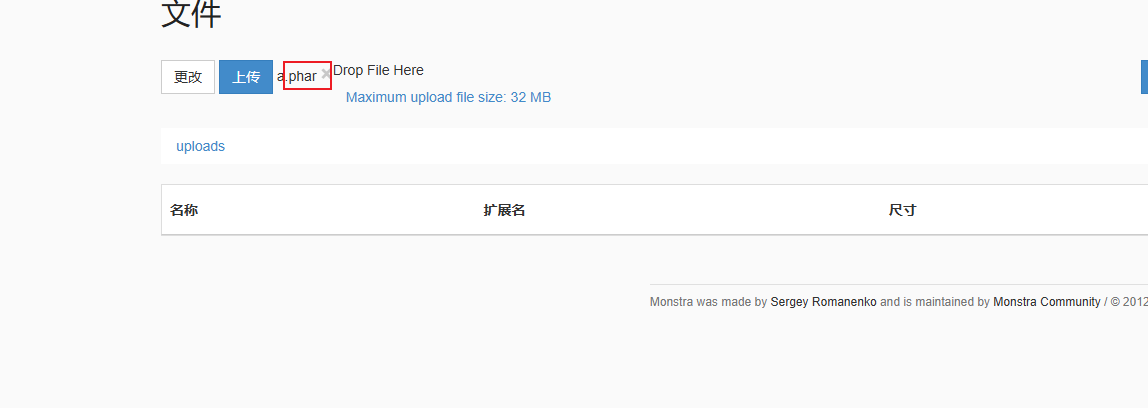 文件
更改 上传 a.phar × Drop File Here
Maximum upload file size: 32 MB
uploads
名称 扩展名 尺寸
Monstra was made by Sergey Romanenko and is maintained by Monstra Community / © 2012